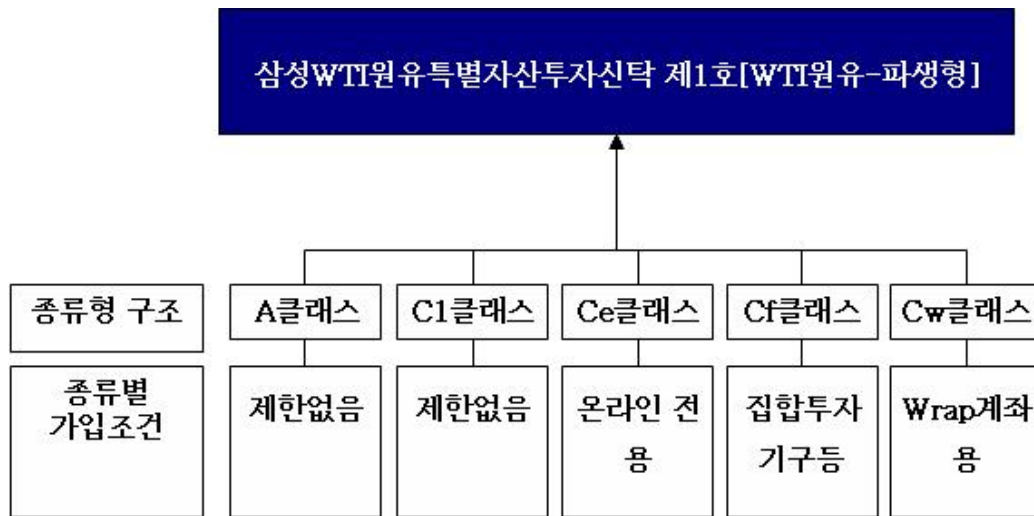 삼성WTI원유특별자산투자신탁 제1호[WTI원유-파생형]
종류형 구조
A클래스
C1클래스
Ce클래스
Cf클래스
Cw클래스
종류별
가입조건
제한없음
제한없음
온라인 전
용
집합투자
기구등
Wrap계좌
용